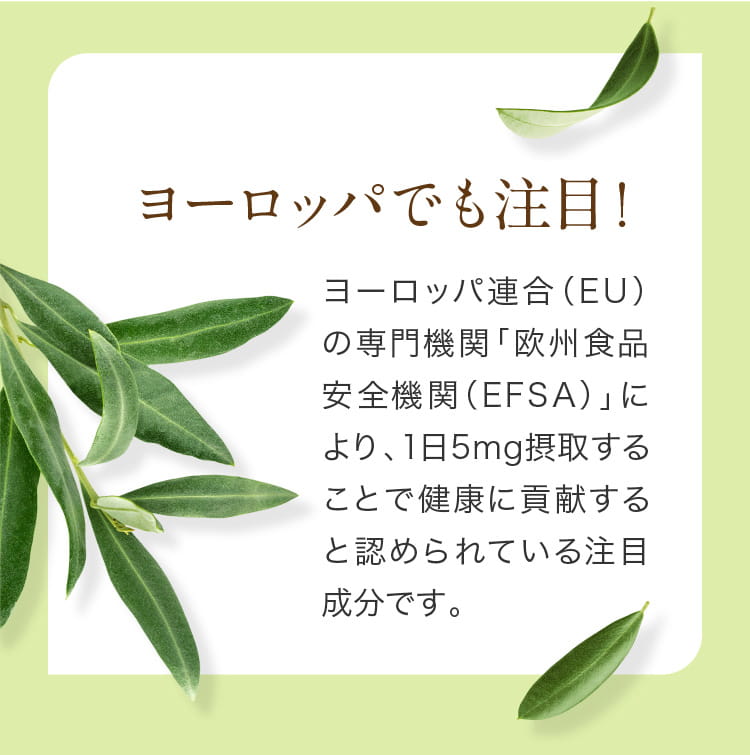 ヨーロッパでも注目！
ヨーロッパ連合（EU）
の専門機関「欧州食品
安全機関（EFSA）」に
より、1日5mg摂取する
ことで健康に貢献する
と認められている注目
成分です。